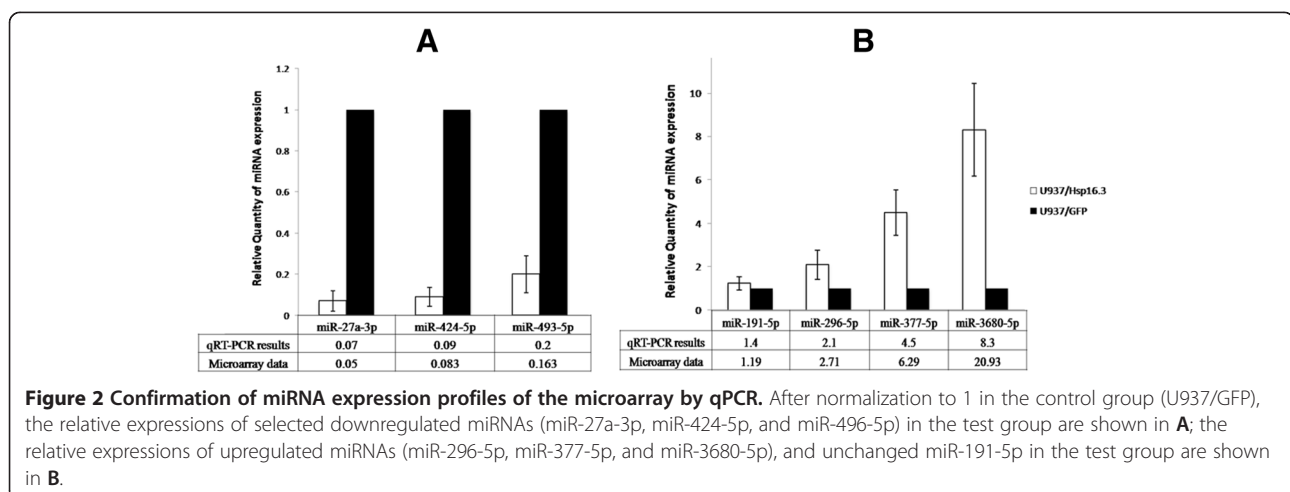 A
B
Relative Quantity of miRNA expression
1.2
1
0.8
0.6
0.4
0.2
0
miR-27a-3p miR-424-5p miR-493-5p
qRT-PCR results 0.07 0.09 0.2
Microarray data 0.05 0.083 0.163
Relative Quantity of miRNA expression
10
8
6
4
2
0
U937/Hsp16.3
U937/GFP
miR-191-5p miR-296-5p miR-377-5p miR-3680-5p
qRT-PCR results 1.4 2.1 4.5 8.3
Microarray data 1.19 2.71 6.29 20.93
Figure 2 Confirmation of miRNA expression profiles of the microarray by qPCR. After normalization to 1 in the control group (U937/GFP),
the relative expressions of selected downregulated miRNAs (miR-27a-3p, miR-424-5p, and miR-496-5p) in the test group are shown in A; the
relative expressions of upregulated miRNAs (miR-296-5p, miR-377-5p, and miR-3680-5p), and unchanged miR-191-5p in the test group are shown
in B.